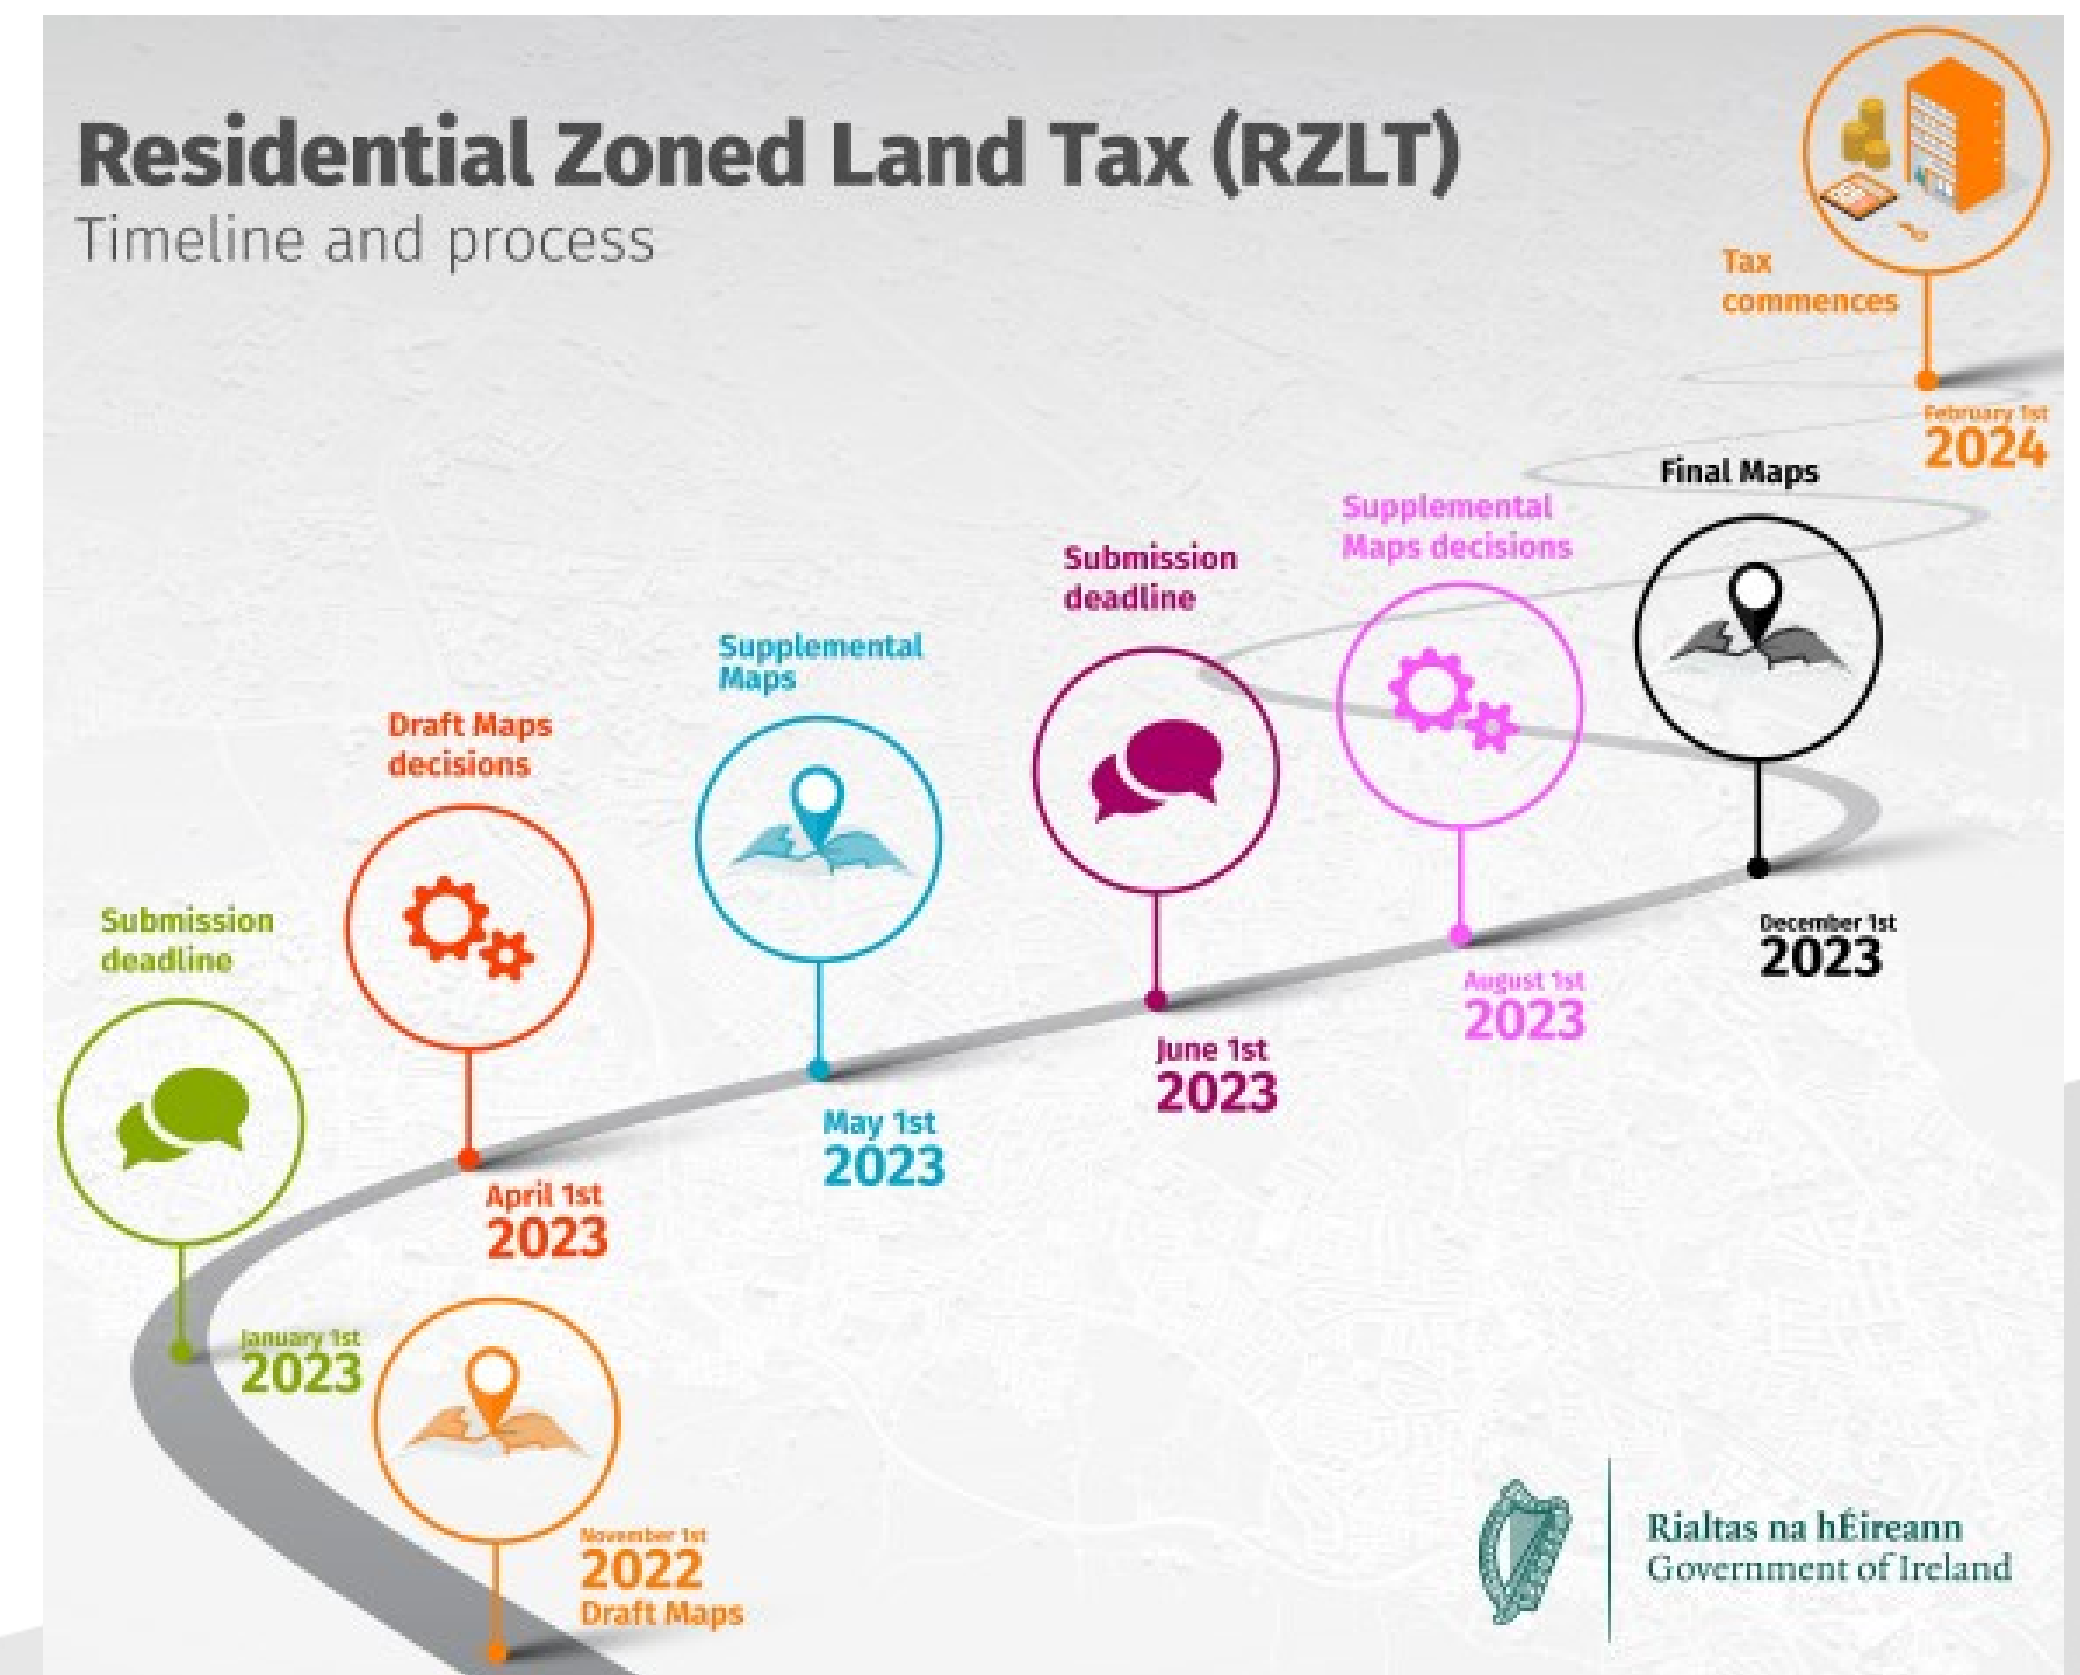 Residential Zoned Land Tax (RZLT)
Timeline and process
Tax
commences
February 1st
2024
Final Maps
December 1st
2023
Supplemental
Maps decisions
August 1st
2023
Submission
deadline
June 1st
2023
Supplemental
Maps
May 1st
2023
Draft Maps
decisions
April 1st
2023
Submission
deadline
January 1st
2023
November 1st
2022
Draft Maps
Rialtas na hÉireann
Government of Ireland